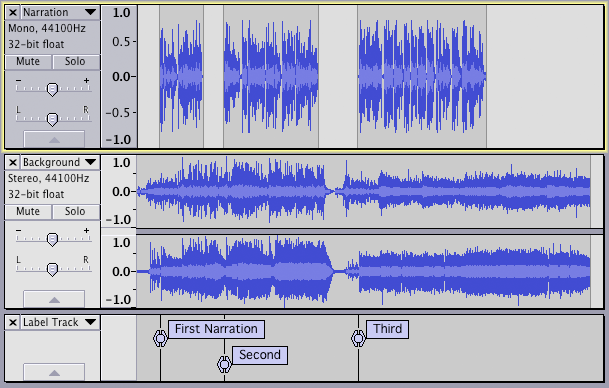 Narration
Mono, 44100Hz
32-bit float
Mute Solo
- +
L R
1.0
0.5
0.0-
-0.5
-1.0
Background
Stereo, 44100Hz
32-bit float
Mute Solo
- +
L R
1.0
0.0-
-1.0
1.0
0.0-
-1.0
Label Track
First Narration
Second
Third